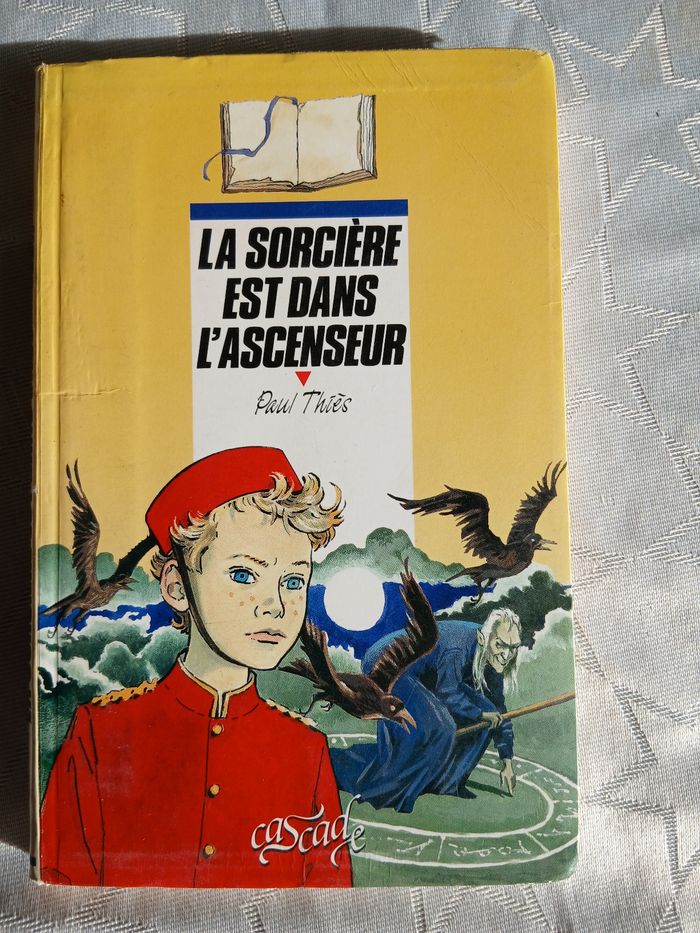 LA SORCIÈRE
EST DANS
L'ASCENSEUR
Paul Thiès
cascade